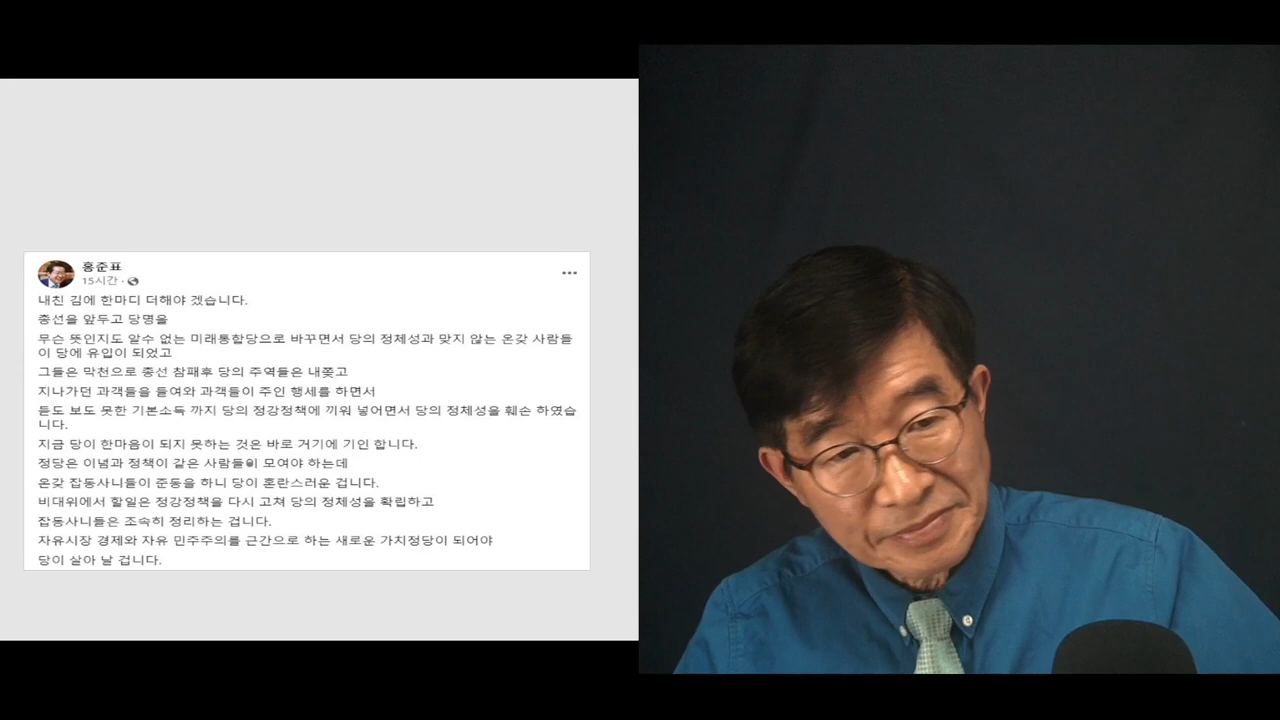 홍준표
15시간 ·
내친 김에 한마디 더해야 겠습니다.
총선을 앞두고 당명을
무슨 뜻인지도 알수 없는 미래통합당으로 바꾸면서 당의 정체성과 맞지 않는 온갖 사람들
이 당에 유입이 되었고
그들은 막천으로 총선 참패후 당의 주역들은 내쫓고
지나가던 과객들을 들여와 과객들이 주인 행세를 하면서
듣도 보도 못한 기본소득 까지 당의 정강정책에 끼워 넣어면서 당의 정체성을 훼손 하였습
니다.
지금 당이 한마음이 되지 못하는 것은 바로 거기에 기인 합니다.
정당은 이념과 정책이 같은 사람들이 모여야 하는데
온갖 잡동사니들이 준동을 하니 당이 혼란스러운 겁니다.
비대위에서 할일은 정강정책을 다시 고쳐 당의 정체성을 확립하고
잡동사니들은 조속히 정리하는 겁니다.
자유시장 경제와 자유 민주주의를 근간으로 하는 새로운 가치정당이 되어야
당이 살아 날 겁니다.